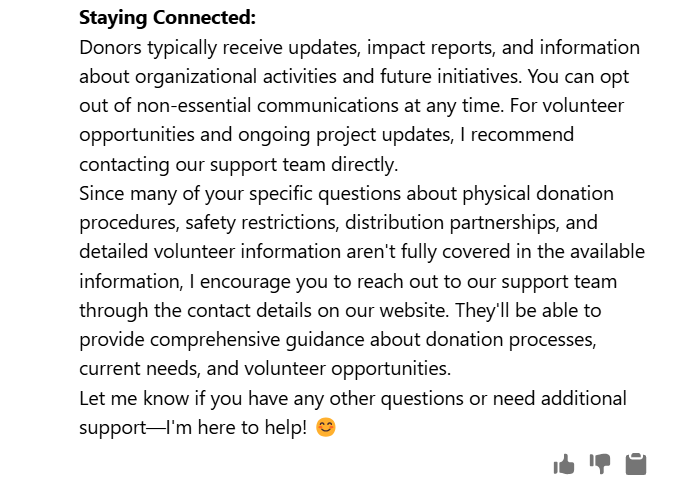 Staying Connected:
Donors typically receive updates, impact reports, and information
about organizational activities and future initiatives. You can opt
out of non-essential communications at any time. For volunteer
opportunities and ongoing project updates, I recommend
contacting our support team directly.
Since many of your specific questions about physical donation
procedures, safety restrictions, distribution partnerships, and
detailed volunteer information aren't fully covered in the available
information, I encourage you to reach out to our support team
through the contact details on our website. They'll be able to
provide comprehensive guidance about donation processes,
current needs, and volunteer opportunities.
Let me know if you have any other questions or need additional
support—I'm here to help! 😊